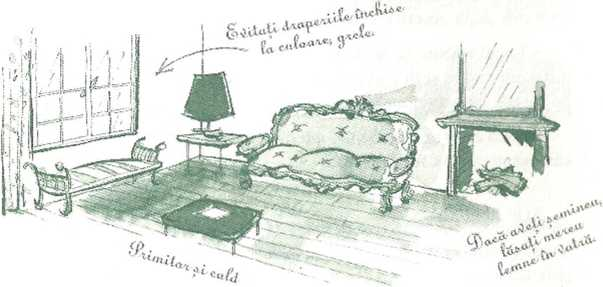 Evitați draperiile închise
la culoare, grele.
Primitor și cald
Dacă aveți șemineu,
lăsați mereu
lemne în vatră.